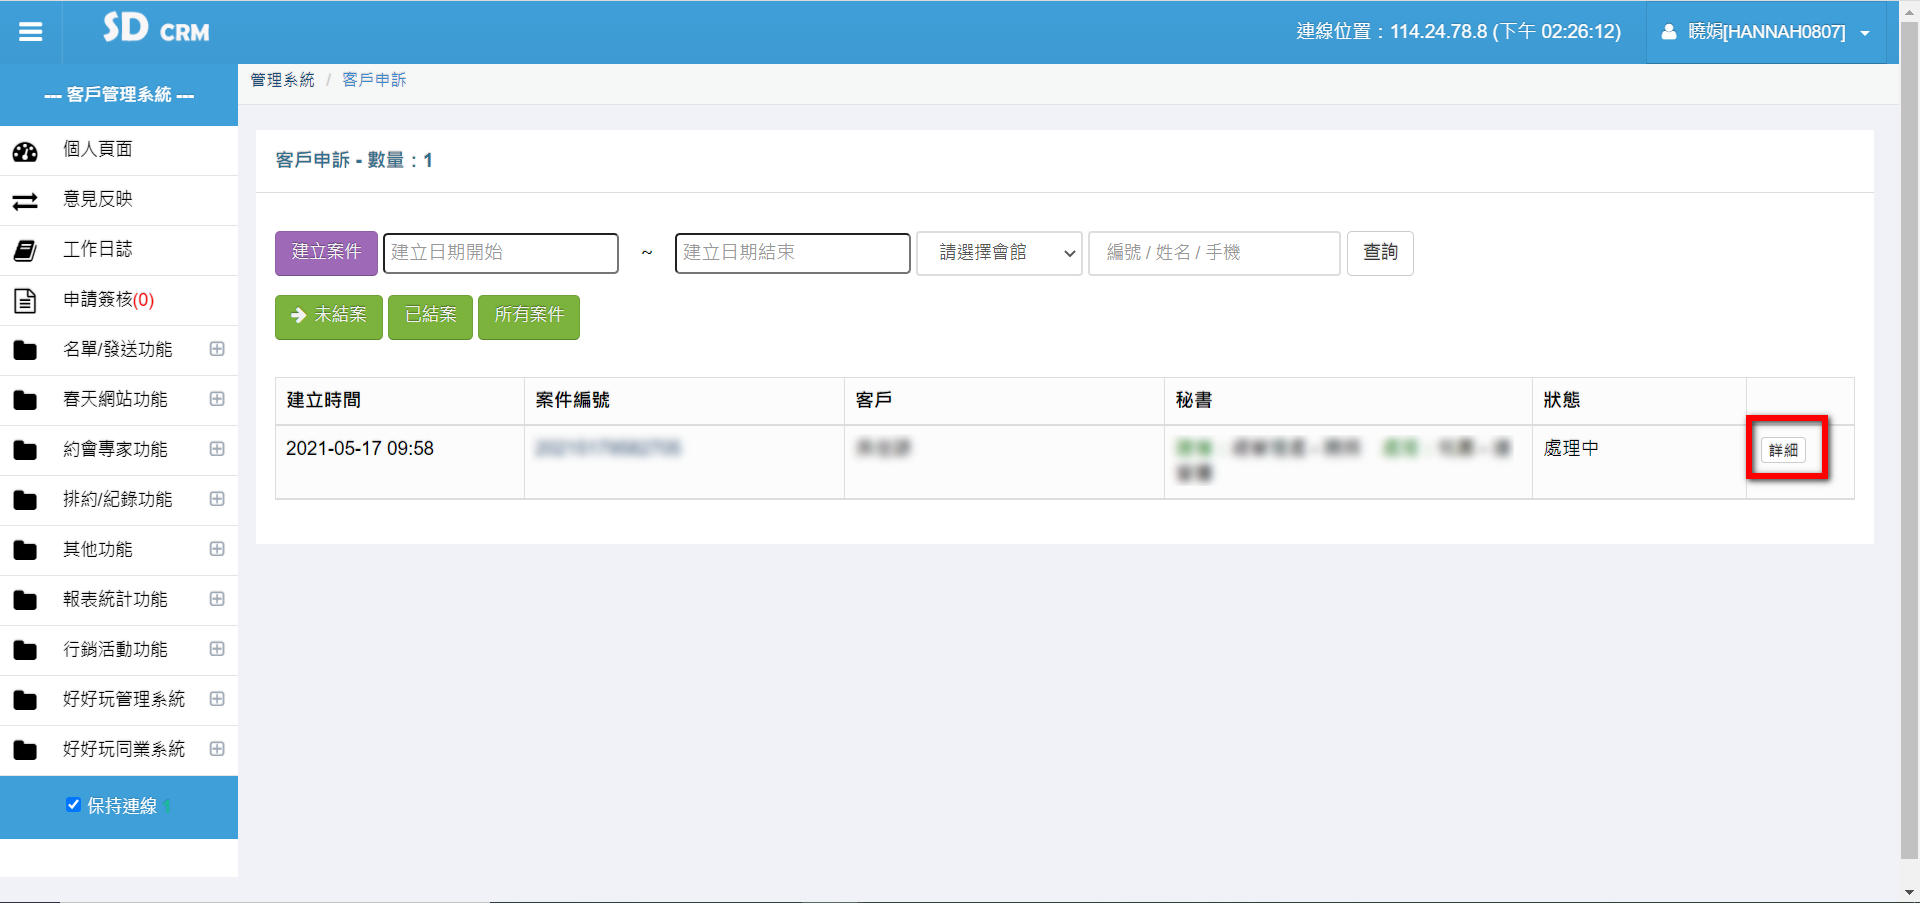 SD CRM
連線位置：114.24.78.8 (下午 02:26:12)
曉娟[HANNAH0807]
--- 客戶管理系統 ---
管理系統 / 客戶申訴
個人頁面
意見反映
工作日誌
申請簽核(0)
名單/發送功能
春天網站功能
約會專家功能
排約/紀錄功能
其他功能
報表統計功能
行銷活動功能
好好玩管理系統
好好玩同業系統
保持連線
客戶申訴 - 數量：1
建立案件 建立日期開始 ~ 建立日期結束 請選擇會館 編號 / 姓名 / 手機 查詢
未結案 已結案 所有案件
建立時間 案件編號 客戶 秘書 狀態
2021-05-17 09:58 處理中 詳細